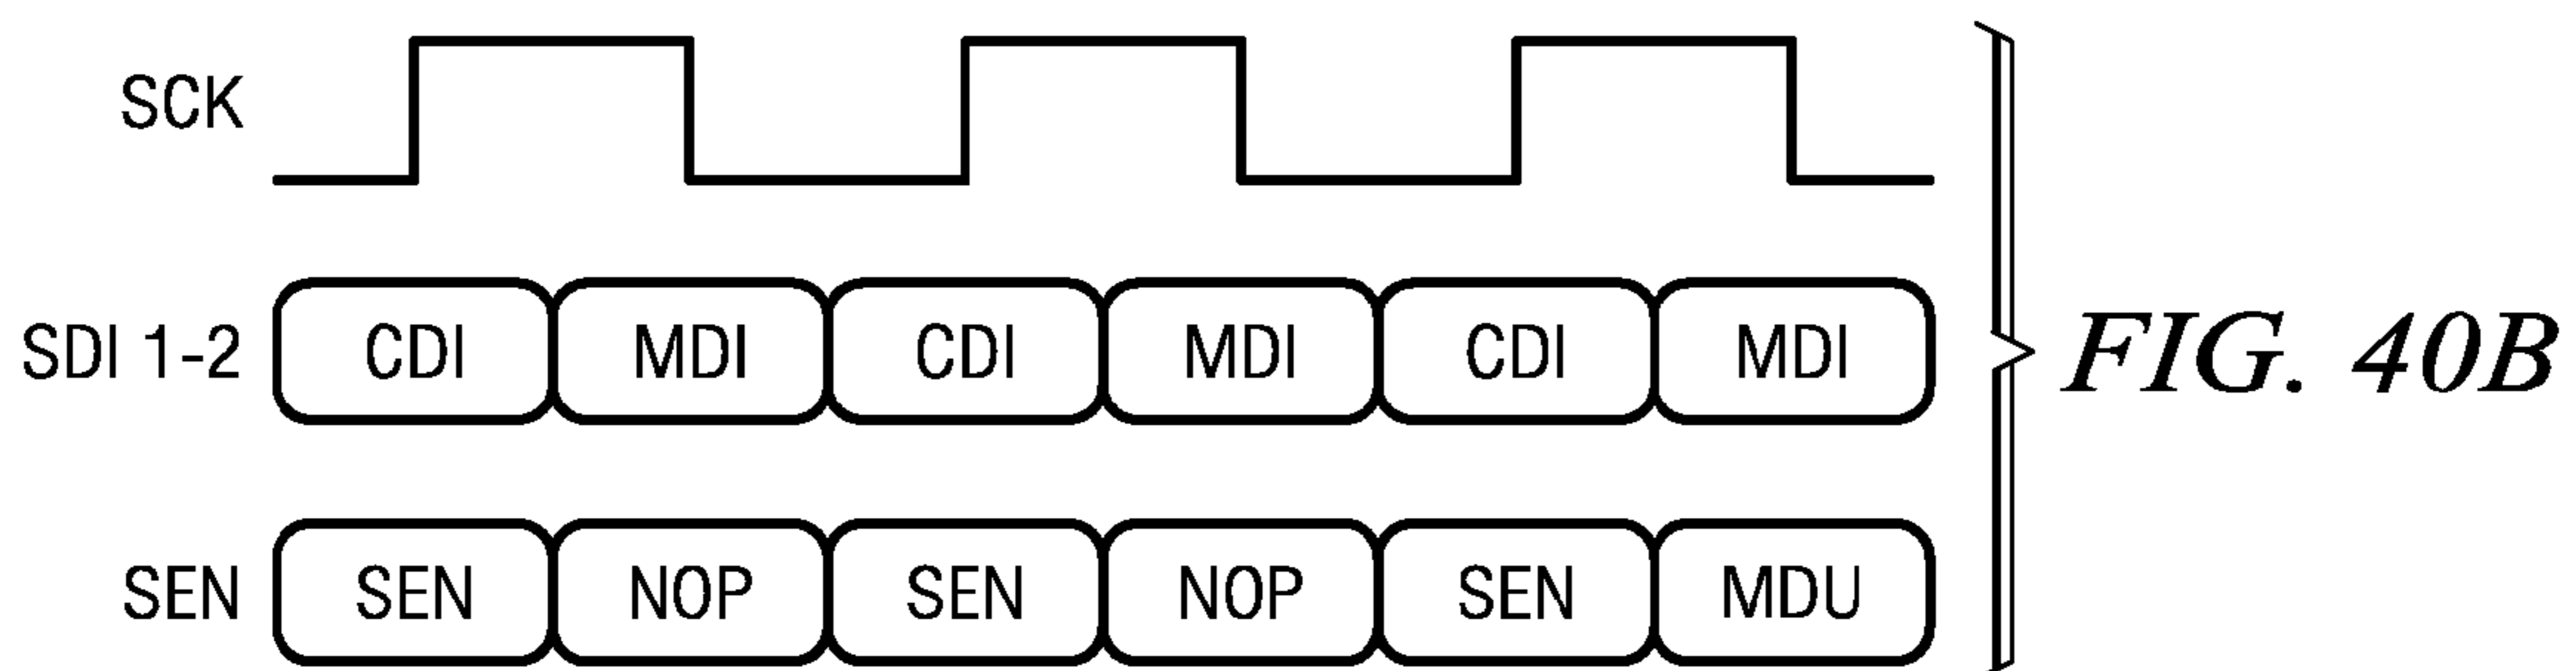 SCK
SDI 1-2 CDI MDI CDI MDI CDI MDI
SEN SEN NOP SEN NOP SEN MDU
FIG. 40B